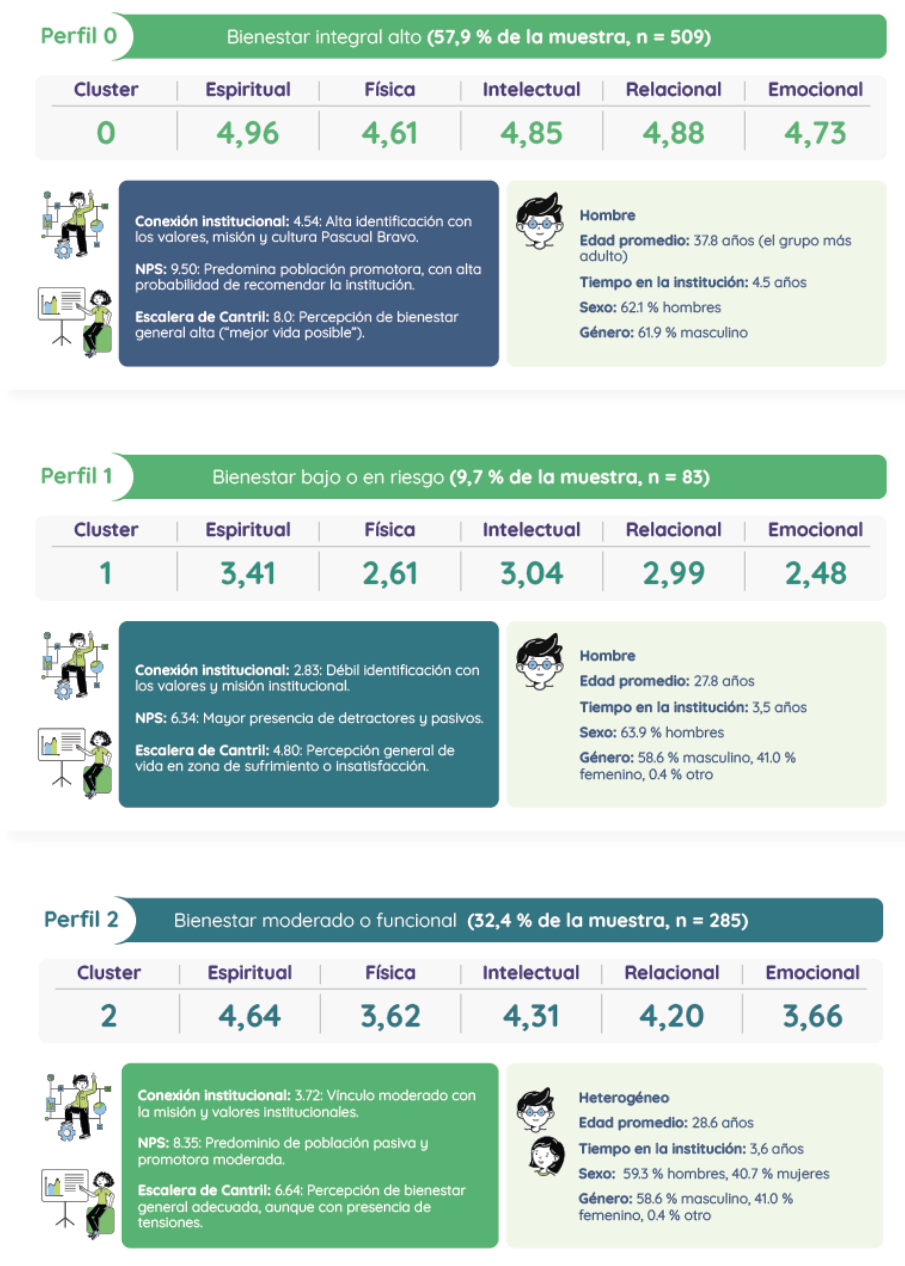 Perfil 0
Bienestar integral alto (57,9 % de la muestra, n = 509)
Cluster Espiritual Física Intelectual Relacional Emocional
0 4,96 4,61 4,85 4,88 4,73
Conexión institucional: 4.54: Alta identificación con
los valores, misión y cultura Pascual Bravo.
NPS: 9.50: Predomina población promotora, con alta
probabilidad de recomendar la institución.
Escalera de Cantril: 8.0: Percepción de bienestar
general alta (“mejor vida posible”).
Hombre
Edad promedio: 37.8 años (el grupo más
adulto)
Tiempo en la institución: 4.5 años
Sexo: 62.1 % hombres
Género: 61.9 % masculino
Perfil 1
Bienestar bajo o en riesgo (9,7 % de la muestra, n = 83)
Cluster Espiritual Física Intelectual Relacional Emocional
1 3,41 2,61 3,04 2,99 2,48
Conexión institucional: 2.83: Débil identificación con
los valores y misión institucional.
NPS: 6.34: Mayor presencia de detractores y pasivos.
Escalera de Cantril: 4.80: Percepción general de
vida en zona de sufrimiento o insatisfacción.
Hombre
Edad promedio: 27.8 años
Tiempo en la institución: 3,5 años
Sexo: 63.9 % hombres
Género: 58.6 % masculino, 41.0 %
femenino, 0.4 % otro
Perfil 2
Bienestar moderado o funcional (32,4 % de la muestra, n = 285)
Cluster Espiritual Física Intelectual Relacional Emocional
2 4,64 3,62 4,31 4,20 3,66
Conexión institucional: 3.72: Vínculo moderado con
la misión y valores institucionales.
NPS: 8.35: Predominio de población pasiva y
promotora moderada.
Escalera de Cantril: 6.64: Percepción de bienestar
general adecuada, aunque con presencia de
tensiones.
Heterogéneo
Edad promedio: 28.6 años
Tiempo en la institución: 3,6 años
Sexo: 59.3 % hombres, 40.7 % mujeres
Género: 58.6 % masculino, 41.0 %
femenino, 0.4 % otro